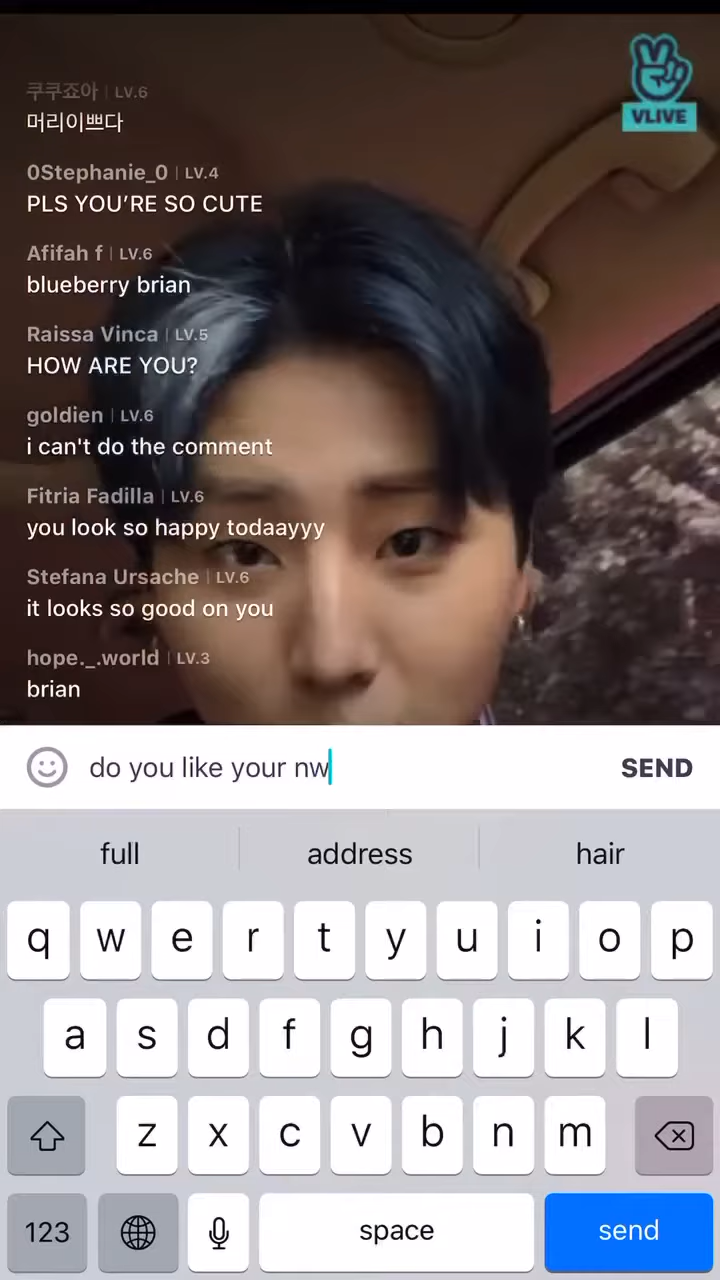 쿠쿠죠아 | LV.6
머리이쁘다
VLIVE
0Stephanie_0 | LV.4
PLS YOU’RE SO CUTE
Afifah f | LV.6
blueberry brian
Raissa Vinca | LV.5
HOW ARE YOU?
goldien | LV.6
i can't do the comment
Fitria Fadilla | LV.6
you look so happy todaayyy
Stefana Ursache | LV.6
it looks so good on you
hope._.world | LV.3
brian
do you like your nw SEND
full address hair
q w e r t y u i o p
a s d f g h j k l
z x c v b n m
123 space send